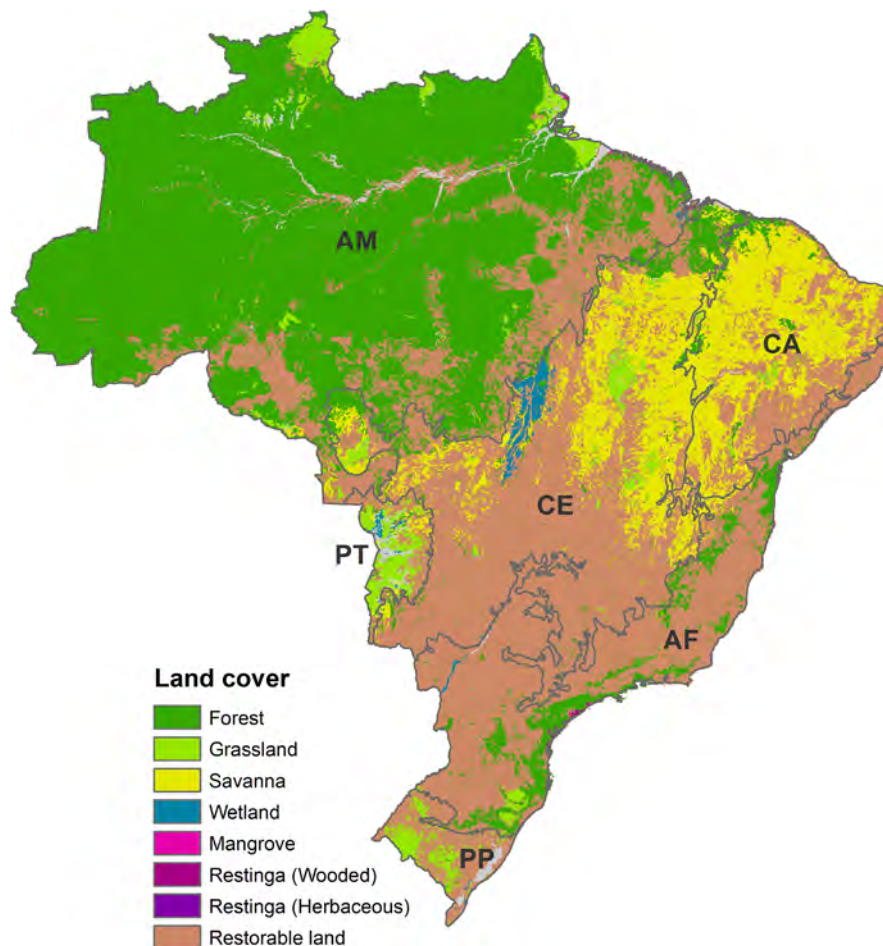 AM
CA
CE
PT
AF
PP
Land cover
Forest
Grassland
Savanna
Wetland
Mangrove
Restinga (Wooded)
Restinga (Herbaceous)
Restorable land